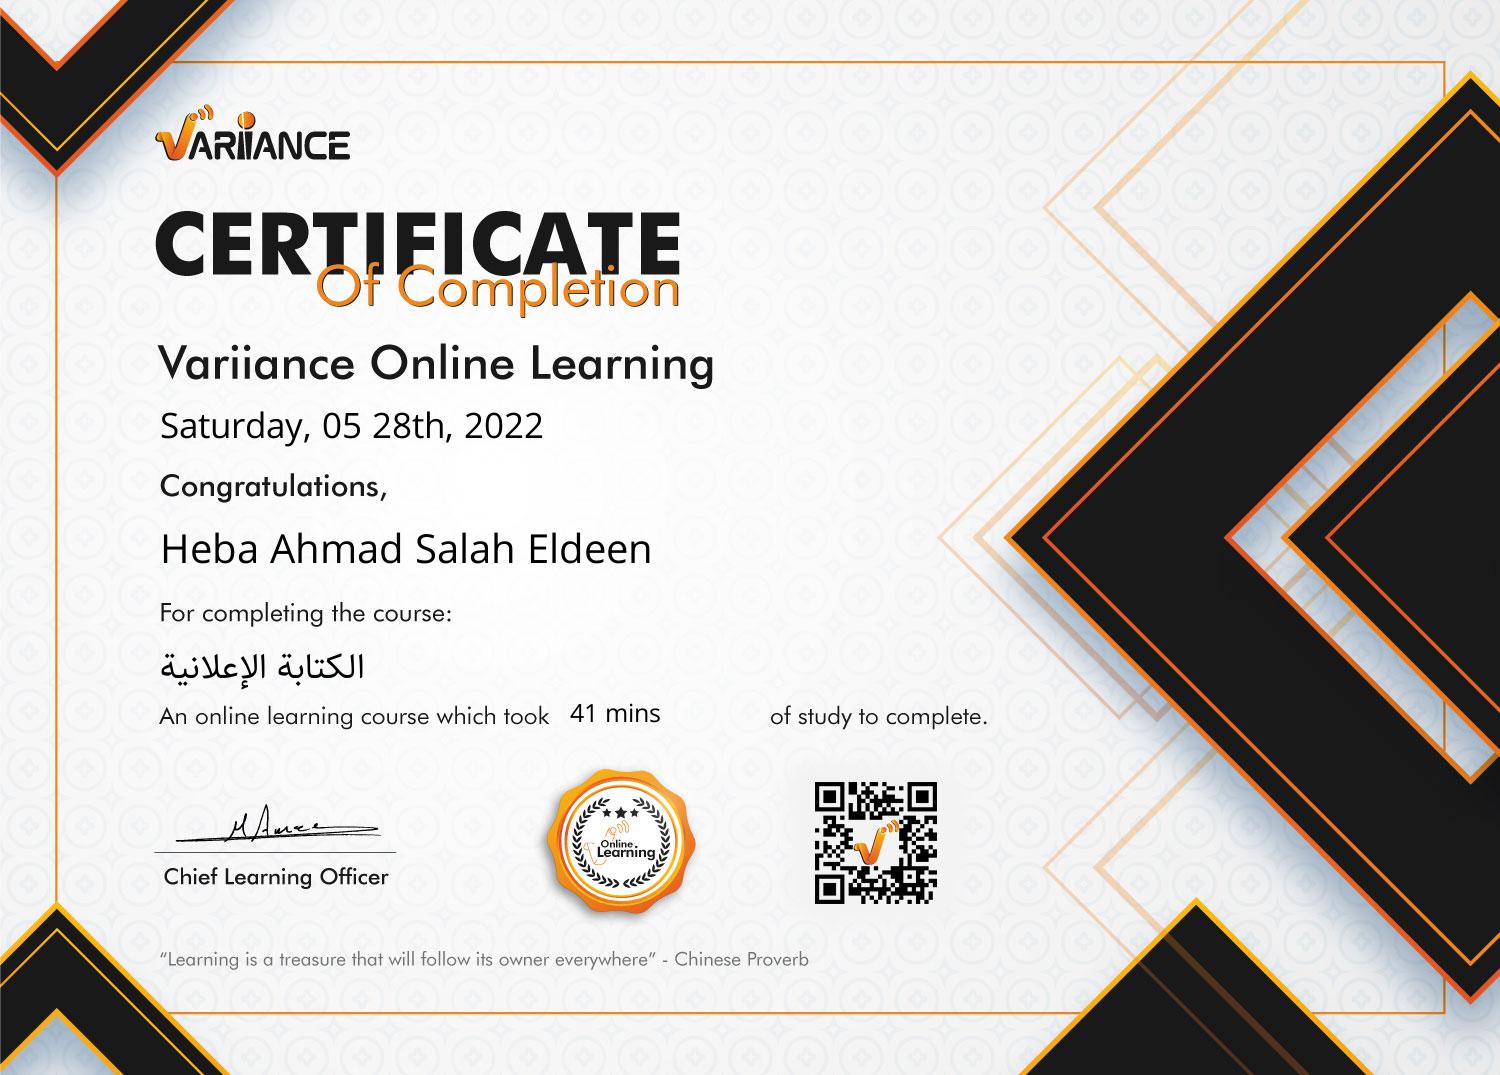 VARIIANCE
CERTIFICATE
Of Completion
Variiance Online Learning
Saturday, 05 28th, 2022
Congratulations,
Heba Ahmad Salah Eldeen
For completing the course:
الكتابة الإعلانية
An online learning course which took 41 mins of study to complete.
Online
Learning
Chief Learning Officer
“Learning is a treasure that will follow its owner everywhere” - Chinese Proverb